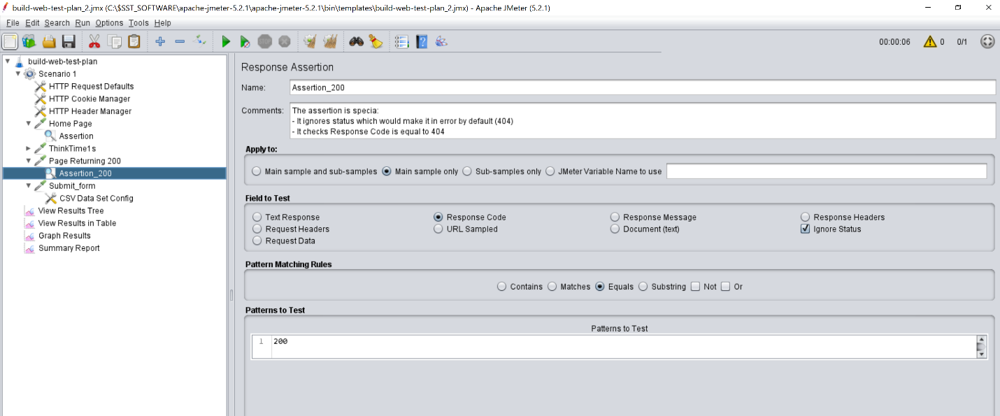 build-web-test-plan_2.jmx (C:\$SST_SOFTWARE\apache-jmeter-5.2.1\apache-jmeter-5.2.1\bin\templates\build-web-test-plan_2.jmx) - Apache JMeter (5.2.1)
File Edit Search Run Options Tools Help
00:00:06 0 0/1
build-web-test-plan
Scenario 1
HTTP Request Defaults
HTTP Cookie Manager
HTTP Header Manager
Home Page
Assertion
ThinkTime1s
Page Returning 200
Assertion_200
Submit_form
CSV Data Set Config
View Results Tree
View Results in Table
Graph Results
Summary Report
Response Assertion
Name: Assertion_200
Comments: The assertion is specia:
- It ignores status which would make it in error by default (404)
- It checks Response Code is equal to 404
Apply to:
Main sample and sub-samples Main sample only Sub-samples only JMeter Variable Name to use
Field to Test
Text Response Response Code Response Message Response Headers
Request Headers URL Sampled Document (text) Ignore Status
Request Data
Pattern Matching Rules
Contains Matches Equals Substring Not Or
Patterns to Test
Patterns to Test
1 200